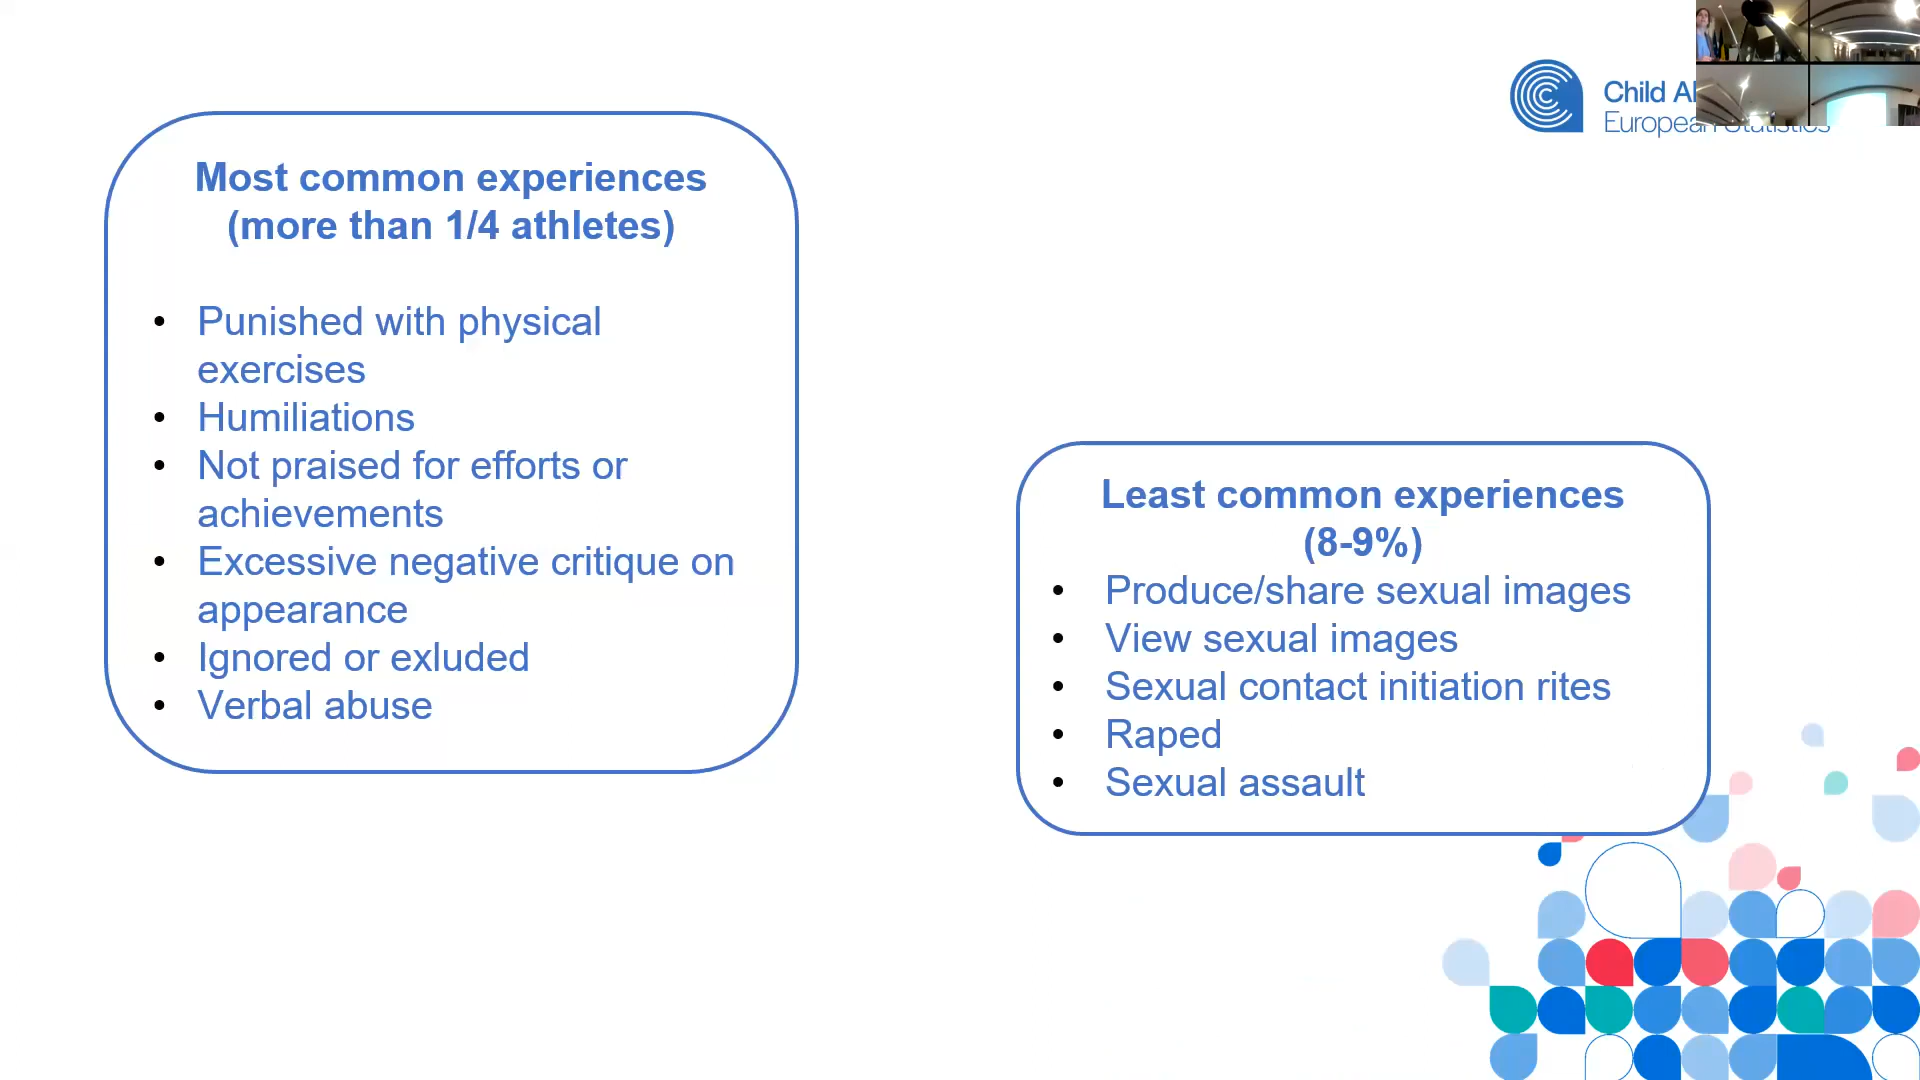 Most common experiences
(more than 1/4 athletes)
• Punished with physical
exercises
• Humiliations
• Not praised for efforts or
achievements
• Excessive negative critique on
appearance
• Ignored or exluded
• Verbal abuse
Child
European Statistics
Least common experiences
(8-9%)
• Produce/share sexual images
• View sexual images
• Sexual contact initiation rites
• Raped
• Sexual assault